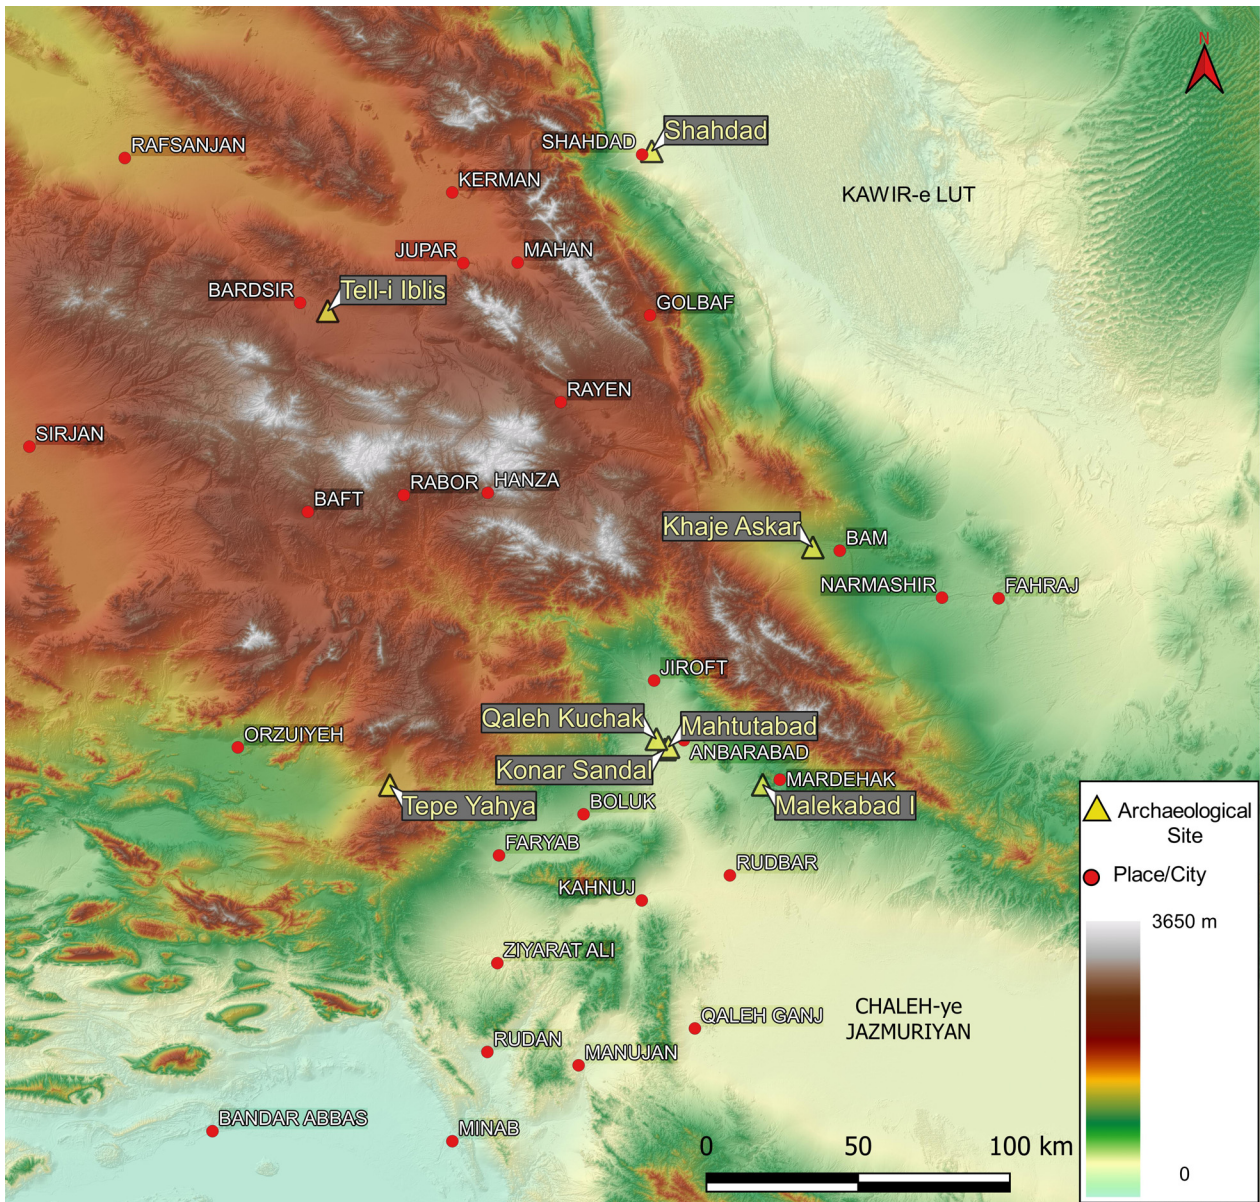 N
Shahdad
SHAHDAD
RAFSANJAN
KERMAN
KAWIR-e LUT
JUPAR
MAHAN
BARDSIR
Tell-i Iblis
GOLBAF
RAYEN
SIRJAN
RABOR
HANZA
BAFT
Khaje Askar
BAM
NARMASHIR
FAHRAJ
JIROFT
Qaleh Kuchak
Mahtutabad
ORZUIYEH
ANBARABAD
Konar Sandal
MARDEHAK
Tepe Yahya
BOLUK
Malekabad I
FARYAB
RUDBAR
KAHNUJ
ZIYARAT ALI
CHALEH-ye
JAZMURIYAN
QALEH GANJ
RUDAN
MANUJAN
BANDAR ABBAS
MINAB
0 50 100 km
Archaeological
Site
Place/City
3650 m
0